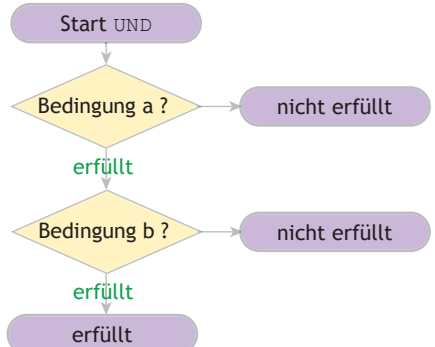 Start UND
Bedingung a ?
nicht erfüllt
erfüllt
Bedingung b ?
nicht erfüllt
erfüllt
erfüllt